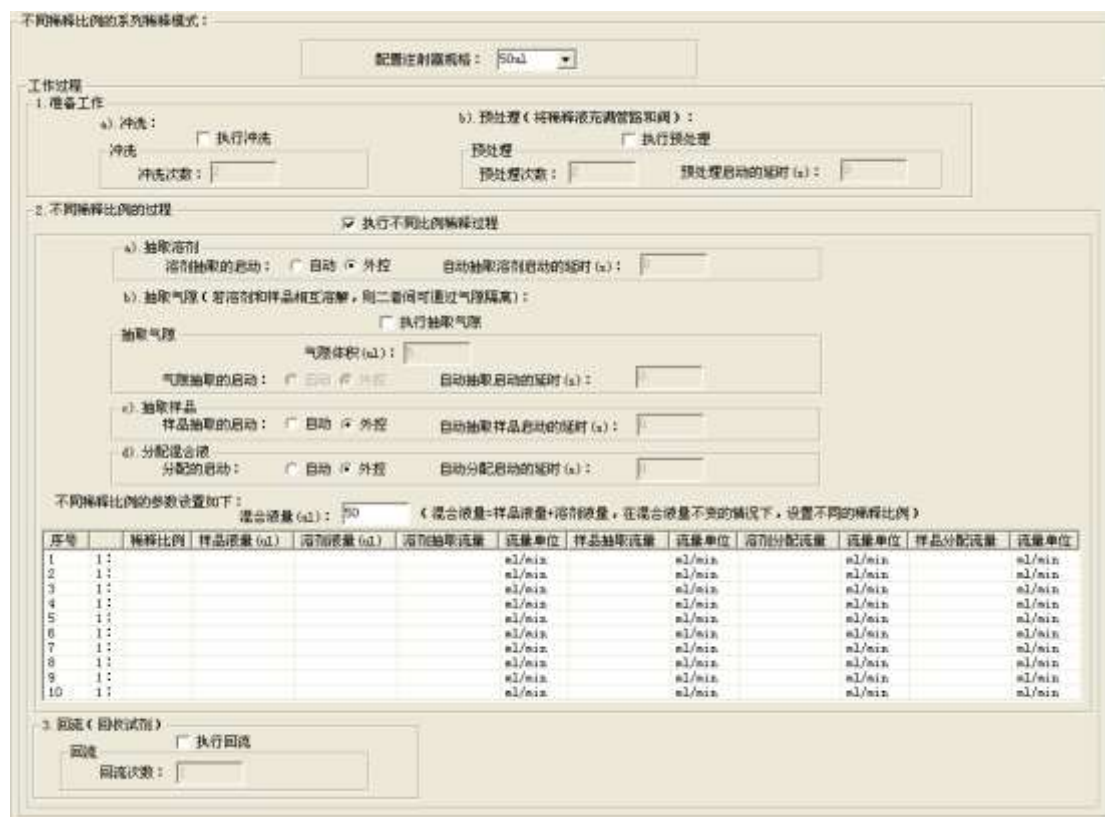 不同稀释比例的系列稀释模式：
配置注射器规格： 50ml
工作过程
1.准备工作
a).冲洗：
执行冲洗
冲洗
冲洗次数：
b).预处理(将稀释液充满管路和阀)：
执行预处理
预处理
预处理次数： 预处理启动的延时(s)：
2.不同稀释比例的过程
执行不同比例稀释过程
a).抽取溶剂
溶剂抽取的启动： 自动 外控 自动抽取溶剂启动的延时(s)：
b).抽取气隙(若溶剂和样品相互溶解，则二者间可通过气隙隔离)：
执行抽取气隙
抽取气隙
气隙体积(ul)：
气隙抽取的启动： 自动 外控 自动抽取启动的延时(s)：
c).抽取样品
样品抽取的启动： 自动 外控 自动抽取样品启动的延时(s)：
d).分配混合液
分配的启动： 自动 外控 自动分配启动的延时(s)：
不同稀释比例的参数设置如下：
混合液量(ul)： 50 (混合液量=样品液量+溶剂液量，在混合液量不变的情况下，设置不同的稀释比例)
序号 稀释比例 样品液量(ul) 溶剂液量(ul) 溶剂抽取流量 流量单位 样品抽取流量 流量单位 溶剂分配流量 流量单位 样品分配流量 流量单位
1 1: ml/min ml/min ml/min ml/min
2 1: ml/min ml/min ml/min ml/min
3 1: ml/min ml/min ml/min ml/min
4 1: ml/min ml/min ml/min ml/min
5 1: ml/min ml/min ml/min ml/min
6 1: ml/min ml/min ml/min ml/min
7 1: ml/min ml/min ml/min ml/min
8 1: ml/min ml/min ml/min ml/min
9 1: ml/min ml/min ml/min ml/min
10 1: ml/min ml/min ml/min ml/min
3.回流(回收试剂)
执行回流
回流
回流次数：